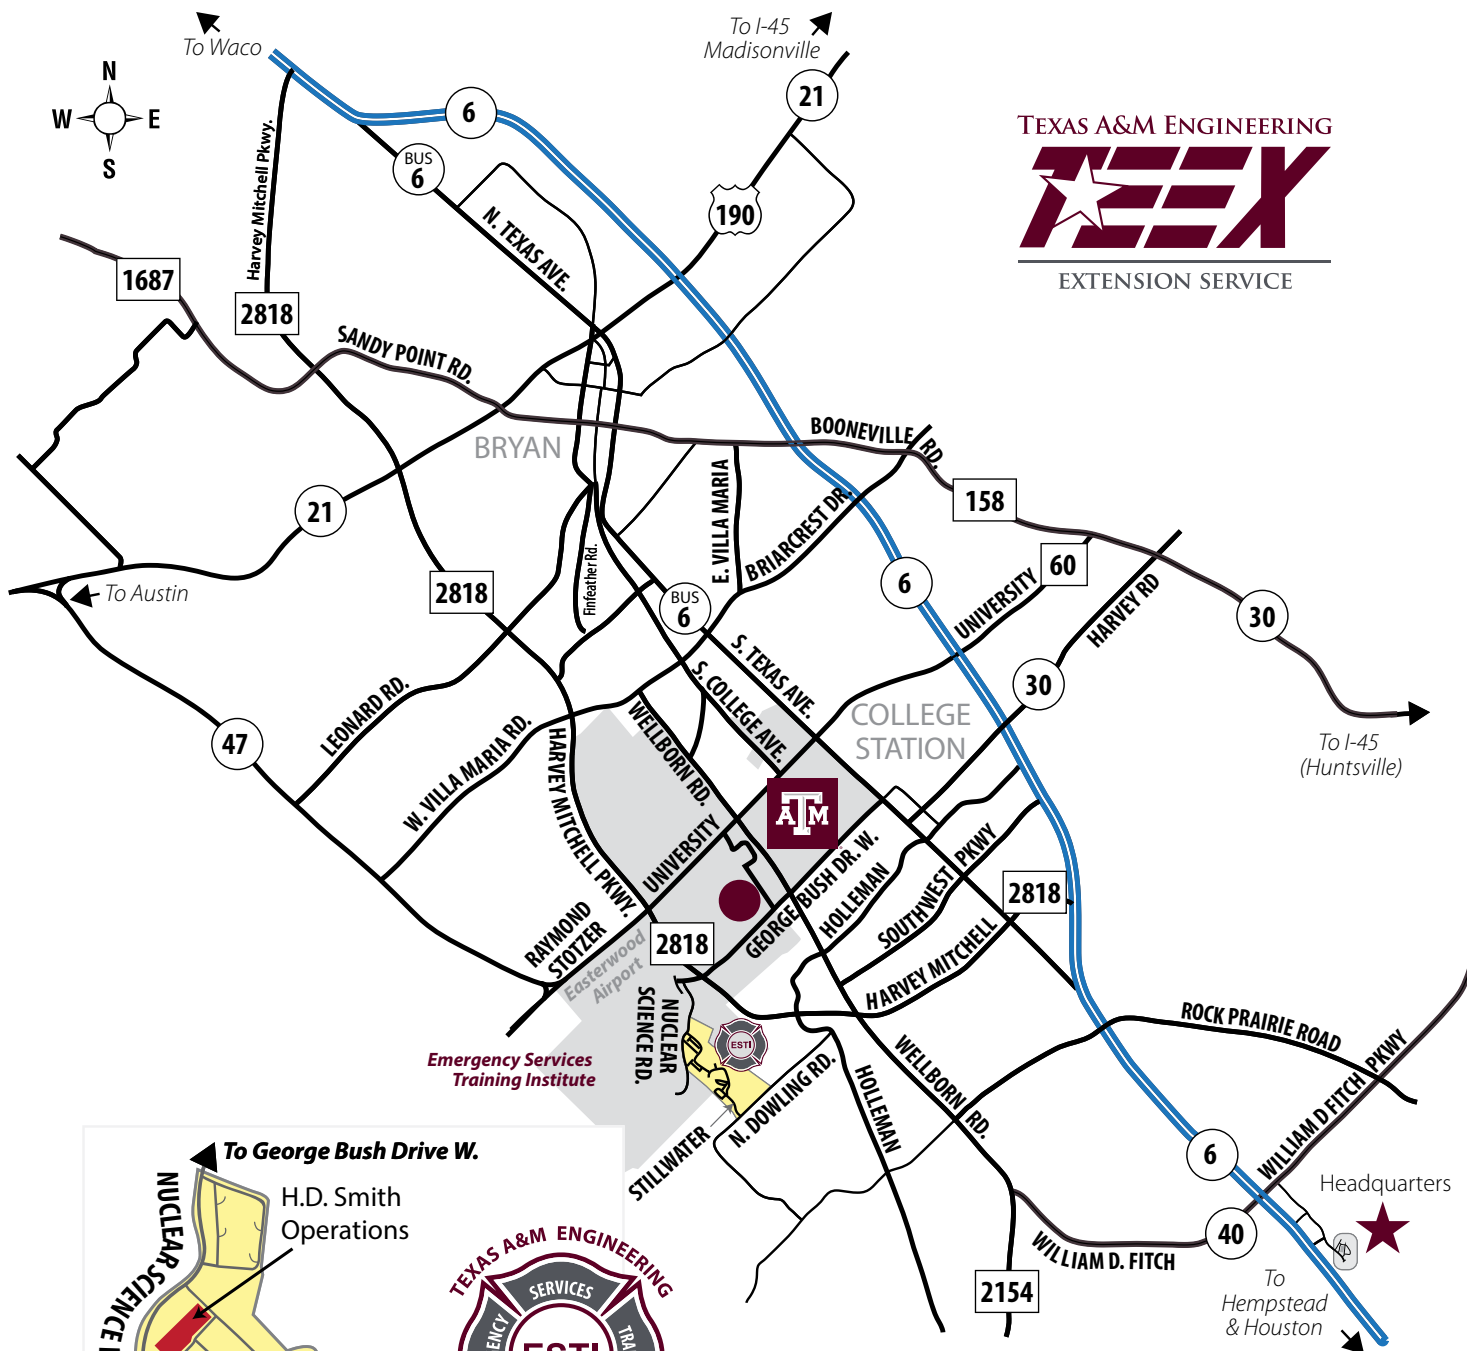 To Waco
To I-45
Madisonville
N
W
E
S
6
21
BUS
6
190
TEXAS A&M ENGINEERING
TEEX
EXTENSION SERVICE
Harvey Mitchell Pkwy.
N. TEXAS AVE.
1687
2818
SANDY POINT RD.
BRYAN
BOONEVILLE RD.
158
21
E. VILLA MARIA
BRIARCREST DR.
Finfeather Rd.
2818
To Austin
BUS
6
6
60
UNIVERSITY
HARVEY RD
30
30
S. TEXAS AVE.
S. COLLEGE AVE.
COLLEGE
STATION
To I-45
(Huntsville)
LEONARD RD.
47
W. VILLA MARIA RD.
WELLBORN RD.
HARVEY MITCHELL PKWY.
ATM
UNIVERSITY
GEORGE BUSH DR. W.
HOLLEMAN
SOUTHWEST PKWY
2818
RAYMOND
STOTZER
2818
Easterwood
Airport
HARVEY MITCHELL
NUCLEAR
SCIENCE RD.
ESTI
Emergency Services
Training Institute
ROCK PRAIRIE ROAD
WELLBORN RD.
HOLLEMAN
N. DOWLING RD.
STILLWATER
WILLIAM D FITCH PKWY
6
Headquarters
40
WILLIAM D. FITCH
2154
To
Hempstead
& Houston
To George Bush Drive W.
NUCLEAR SCIENCE
H.D. Smith
Operations
TEXAS A&M ENGINEERING
SERVICES
ESTI